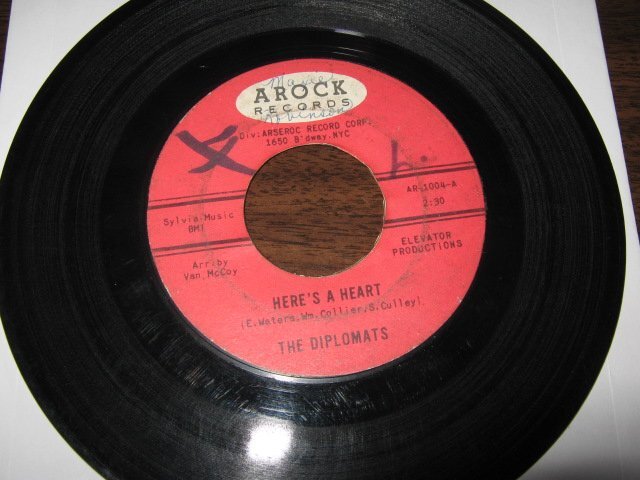 AROCK
RECORDS
Div: ARSEROC RECORD CORP.
1650 B'dway, NYC
AR-1004-A
2:30
Sylvia Music
BMI
ELEVATOR
PRODUCTIONS
Arr. by
Van McCoy
HERE'S A HEART
(E. Waters, Wm. Collier, S. Culley)
THE DIPLOMATS